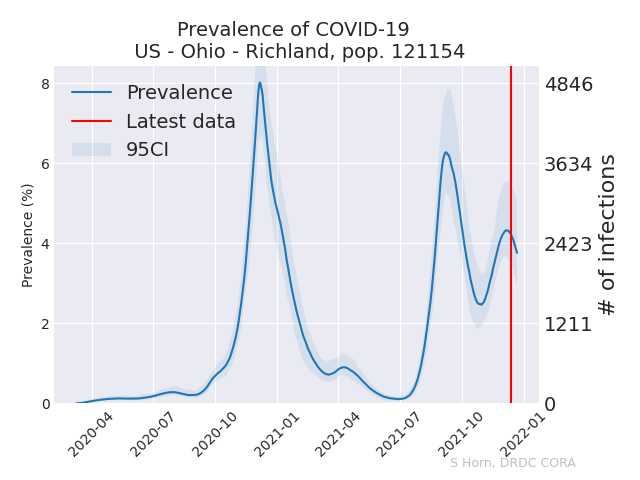 Prevalence of COVID-19
US - Ohio - Richland, pop. 121154
Prevalence
Latest data
95CI
Prevalence (%)
8
6
4
2
0
4846
3634
2423
1211
0
# of infections
2020-04
2020-07
2020-10
2021-01
2021-04
2021-07
2021-10
2022-01
S Horn, DRDC CORA